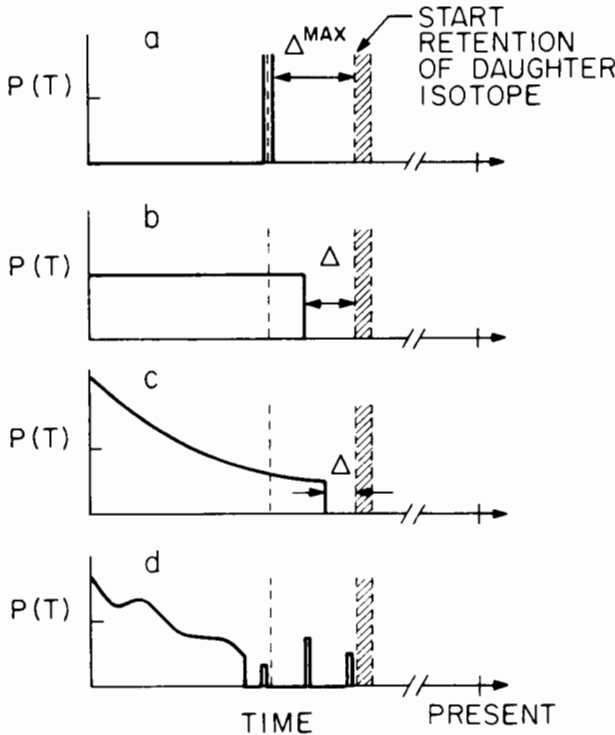 a
Δ MAX
START
RETENTION
OF DAUGHTER
ISOTOPE
P(T)
b
Δ
P(T)
c
Δ
P(T)
d
P(T)
TIME
PRESENT